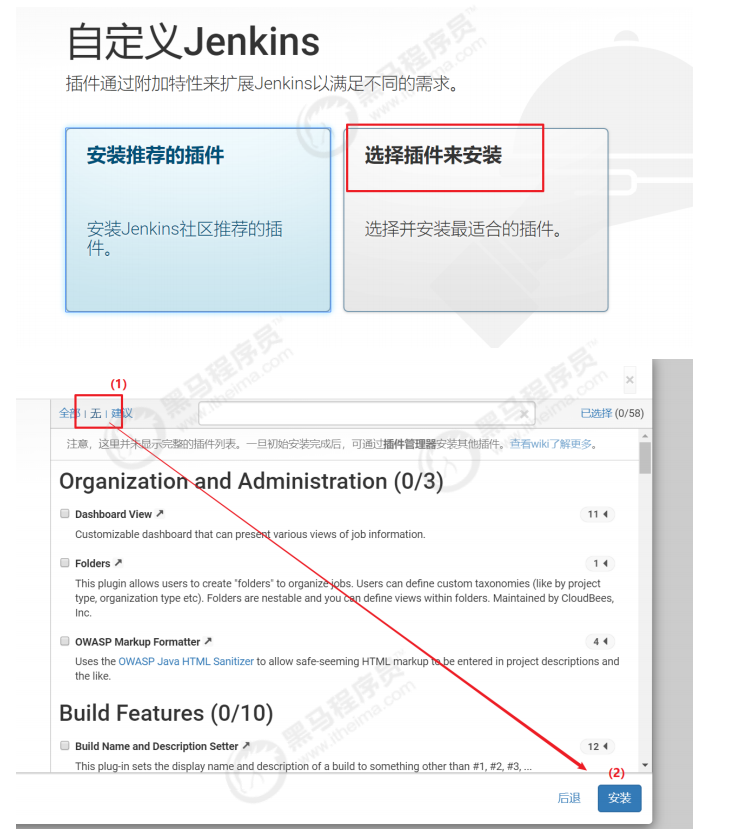 自定义Jenkins
插件通过附加特性来扩展Jenkins以满足不同的需求。
安装推荐的插件
安装Jenkins社区推荐的插
件。
选择插件来安装
选择并安装最适合的插件。
黑马程序员™
www.itheima.com
(1)
全部 | 无 | 建议
已选择 (0/58)
注意，这里并未显示完整的插件列表。一旦初始安装完成后，可通过插件管理器安装其他插件。查看wiki了解更多。
Organization and Administration (0/3)
Dashboard View
11
Customizable dashboard that can present various views of job information.
Folders
1
This plugin allows users to create "folders" to organize jobs. Users can define custom taxonomies (like by project
type, organization type etc). Folders are nestable and you can define views within folders. Maintained by CloudBees,
Inc.
OWASP Markup Formatter
4
Uses the OWASP Java HTML Sanitizer to allow safe-seeming HTML markup to be entered in project descriptions and
the like.
Build Features (0/10)
Build Name and Description Setter
12
This plug-in sets the display name and description of a build to something other than #1, #2, #3, ...
(2)
后退
安装